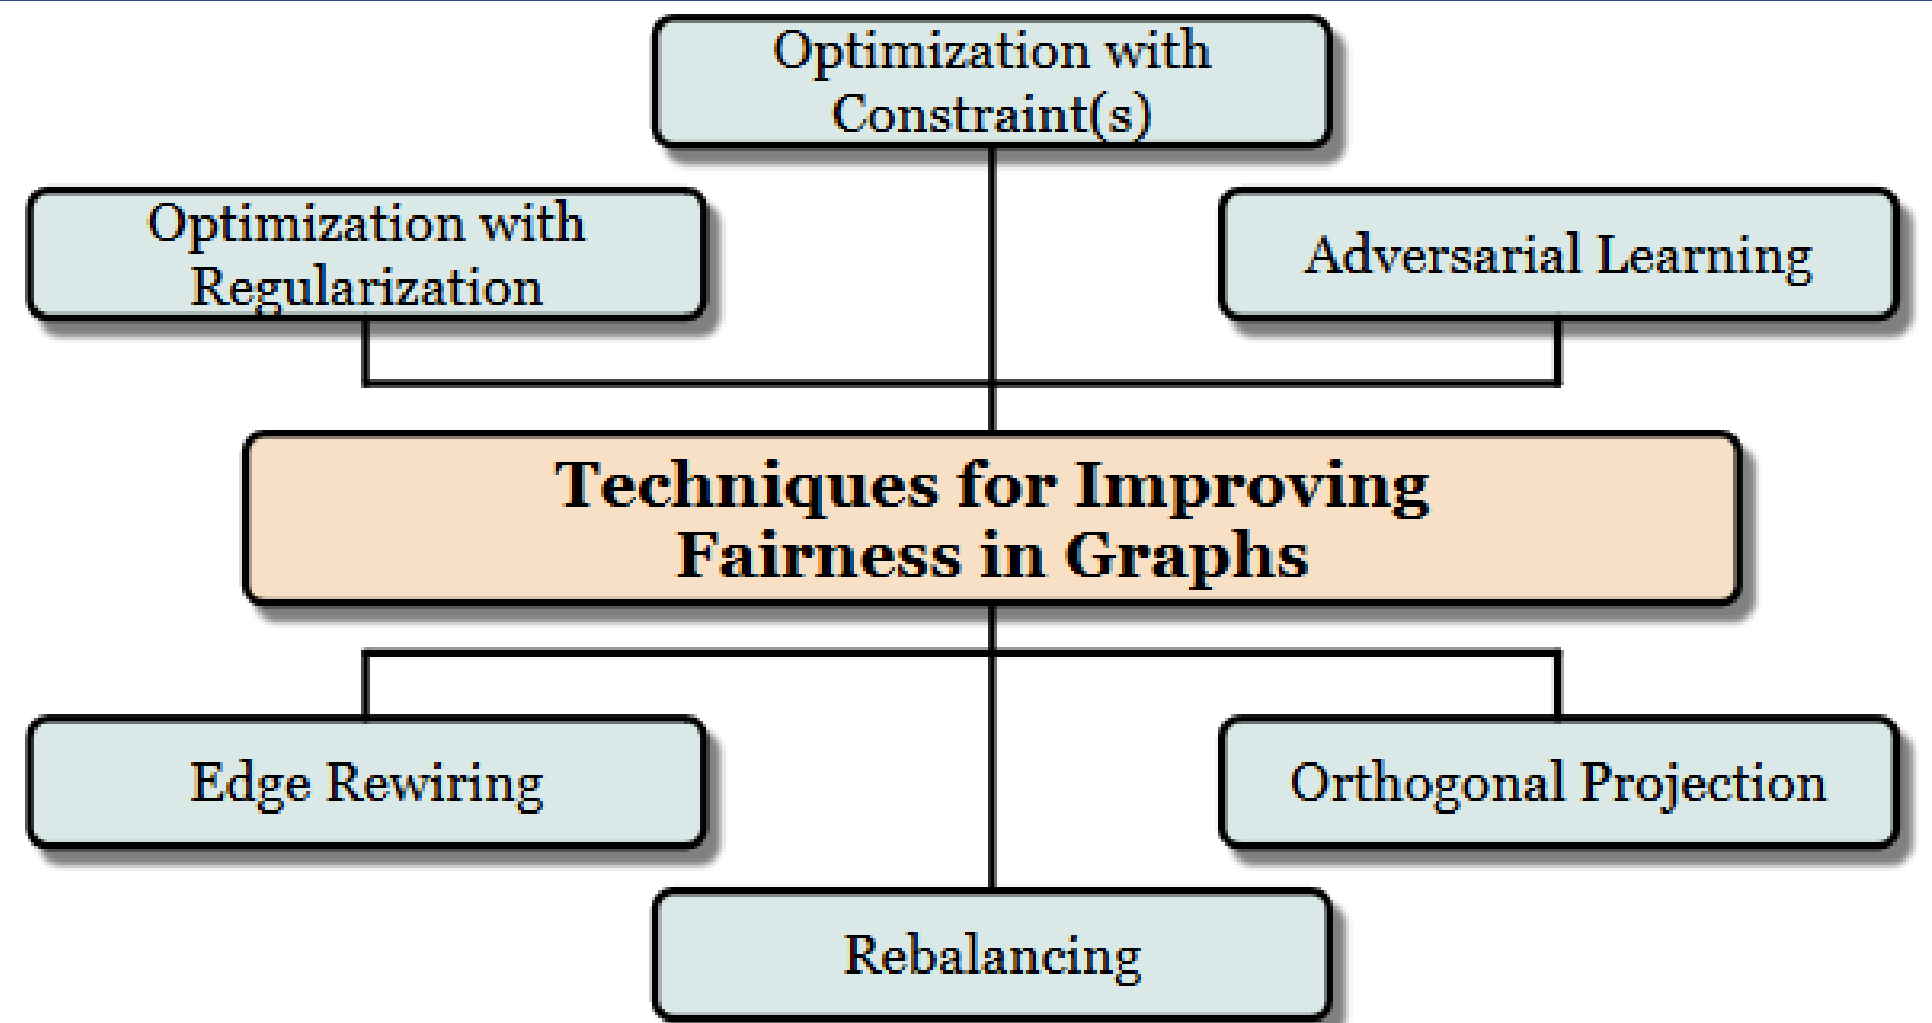 Optimization with
Constraint(s)
Optimization with
Regularization
Adversarial Learning
Techniques for Improving
Fairness in Graphs
Edge Rewiring
Orthogonal Projection
Rebalancing